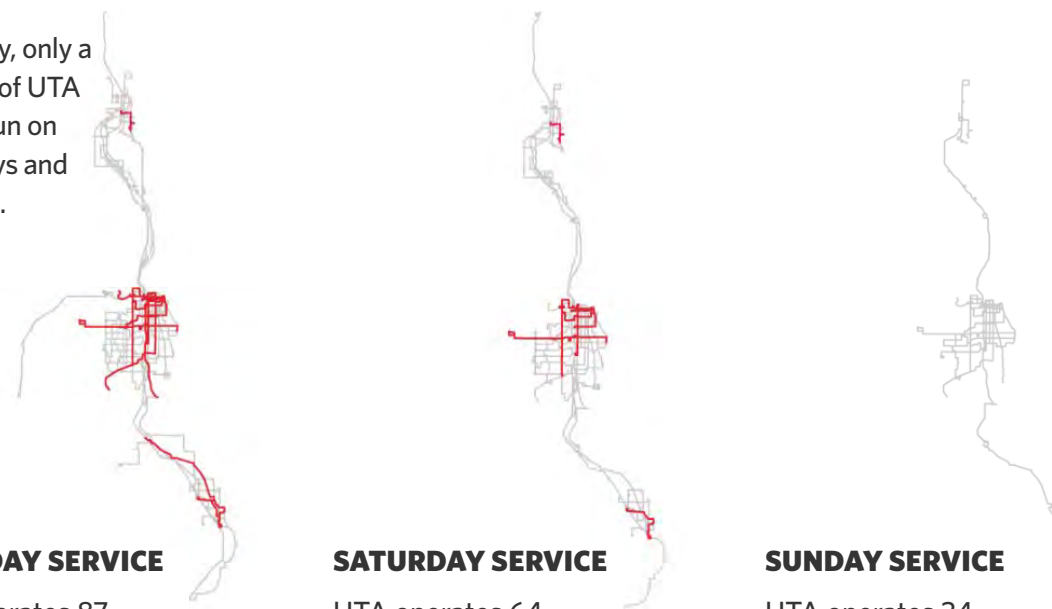 y, only a
of UTA
un on
ys and
.
DAY SERVICE
erates 87
SATURDAY SERVICE
UTA operates 64
SUNDAY SERVICE
UTA operates 34